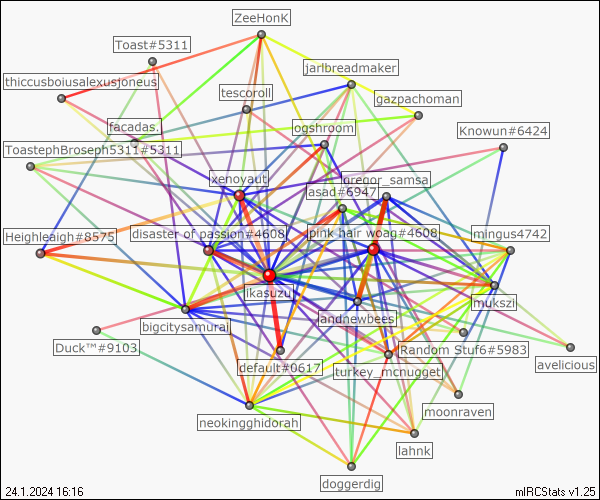 ZeeHonK
Toast#5311
jarlbreadmaker
thiccusboiusalexusjoneus
tescoroll
gazpachoman
facadas.
ogshroom
Knowun#6424
ToastephBroseph5311#5311
xenoyaut
gregor_samsa
asad#6947
Heighleaigh#8575
disaster of passion#4608
pink hair woag#4608
mingus4742
ikasuzu
mukszi
bigcitysamurai
andnewbees
Duck™#9103
default#0617
Random Stuf6#5983
turkey_mcnugget
avelicious
neokingghidorah
moonraven
lahnk
doggerdig
24.1.2024 16:16
mIRCStats v1.25